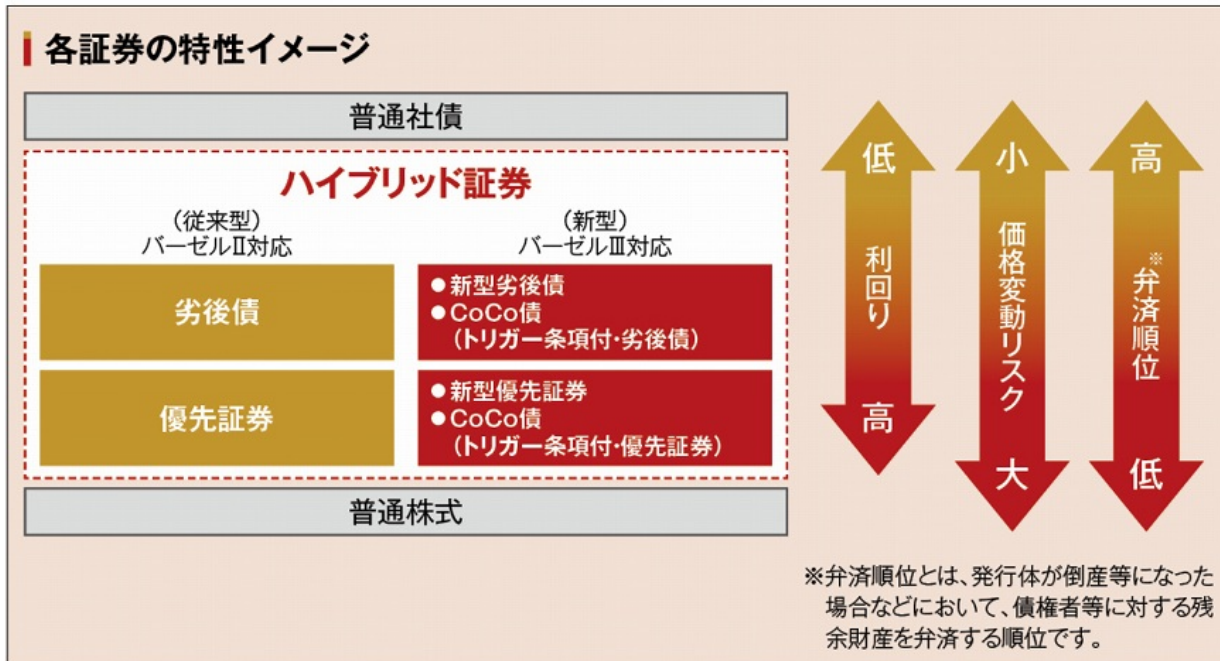 各証券の特性イメージ
普通社債
ハイブリッド証券
(従来型)
バーゼルⅡ対応
(新型)
バーゼルⅢ対応
劣後債
●新型劣後債
●CoCo債
(トリガー条項付・劣後債)
優先証券
●新型優先証券
●CoCo債
(トリガー条項付・優先証券)
普通株式
低
利回り
高
小
価格変動リスク
大
高
※弁済順位
低
※弁済順位とは、発行体が倒産等になった
場合などにおいて、債権者等に対する残
余財産を弁済する順位です。